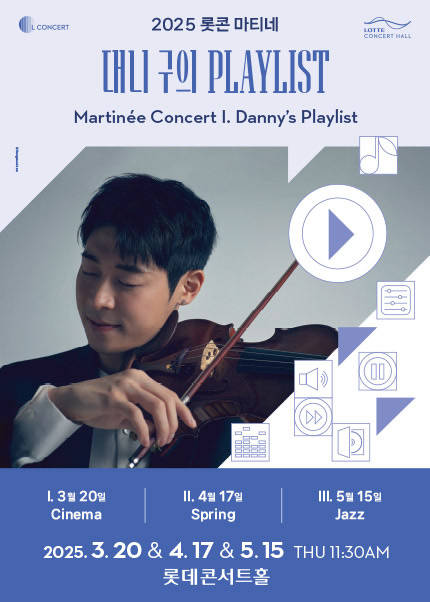 L CONCERT
LOTTE
CONCERT HALL
2025 롯콘 마티네
대니 구의 PLAYLIST
Martinée Concert I. Danny's Playlist
I. 3월 20일
Cinema
II. 4월 17일
Spring
III. 5월 15일
Jazz
2025. 3. 20 & 4. 17 & 5. 15 THU 11:30AM
롯데콘서트홀